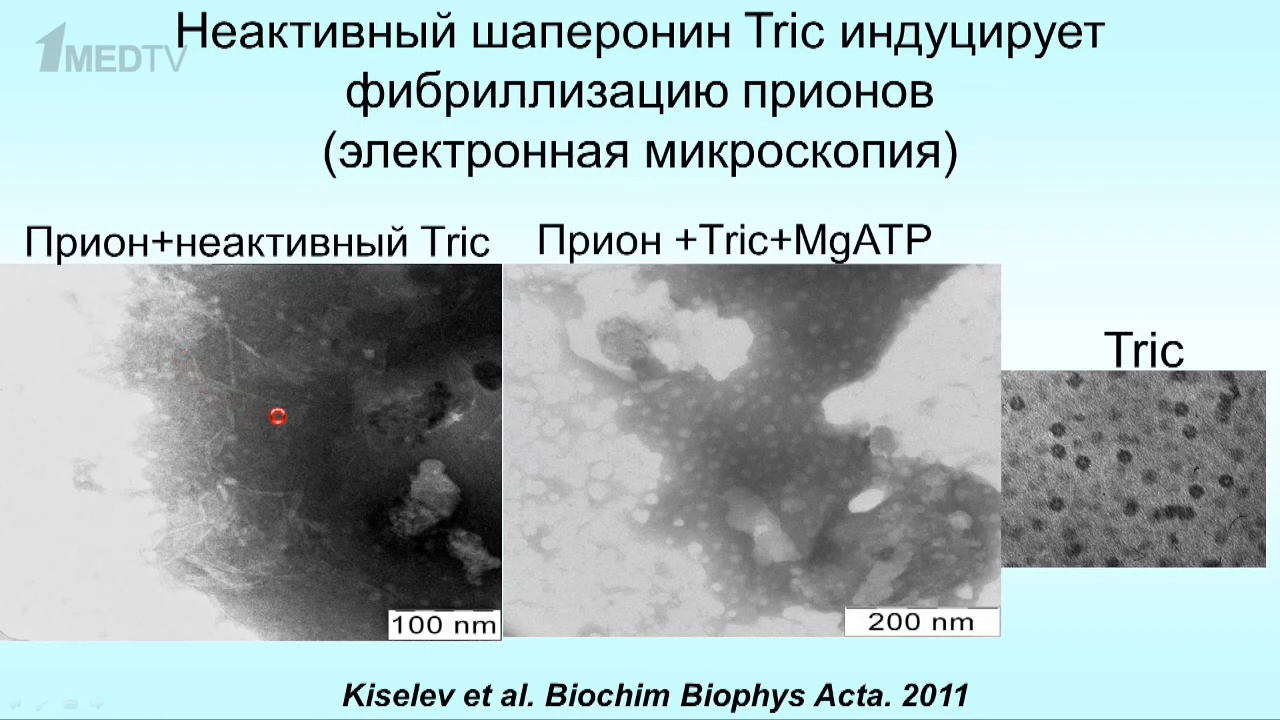 1MEDTV
Неактивный шаперонин Tric индуцирует
фибриллизацию прионов
(электронная микроскопия)
Прион+неактивный Tric
Прион +Tric+MgATP
Tric
100 nm
200 nm
Kiselev et al. Biochim Biophys Acta. 2011